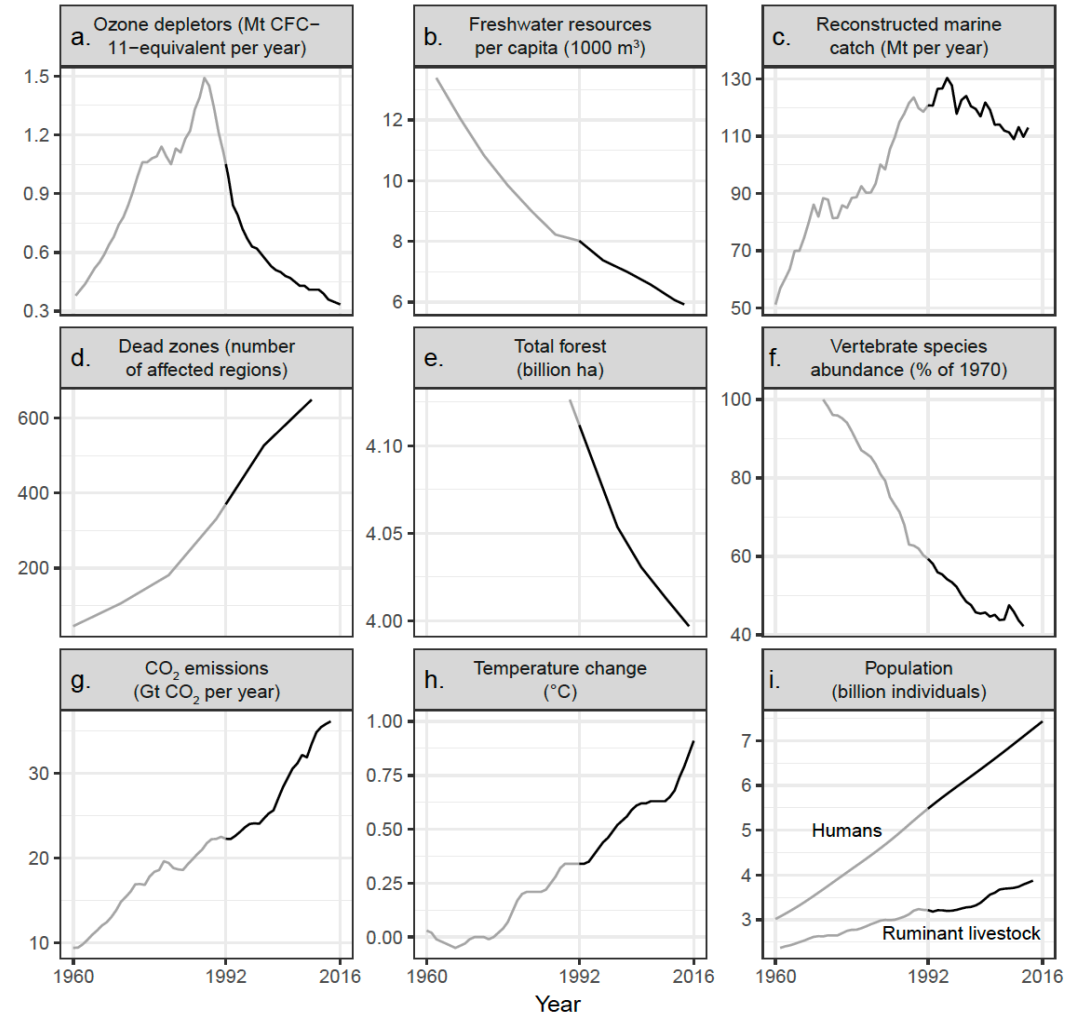 a.
Ozone depletors (Mt CFC−
11−equivalent per year)
b.
Freshwater resources
per capita (1000 m³)
c.
Reconstructed marine
catch (Mt per year)
1.5
1.2
0.9
0.6
0.3
12
10
8
6
130
110
90
70
50
d.
Dead zones (number
of affected regions)
e.
Total forest
(billion ha)
f.
Vertebrate species
abundance (% of 1970)
600
400
200
4.10
4.05
4.00
100
80
60
40
g.
CO₂ emissions
(Gt CO₂ per year)
h.
Temperature change
(°C)
i.
Population
(billion individuals)
30
20
10
1.00
0.75
0.50
0.25
0.00
7
6
5
4
3
Humans
Ruminant livestock
1960 1992 2016
1960 1992 2016
1960 1992 2016
Year